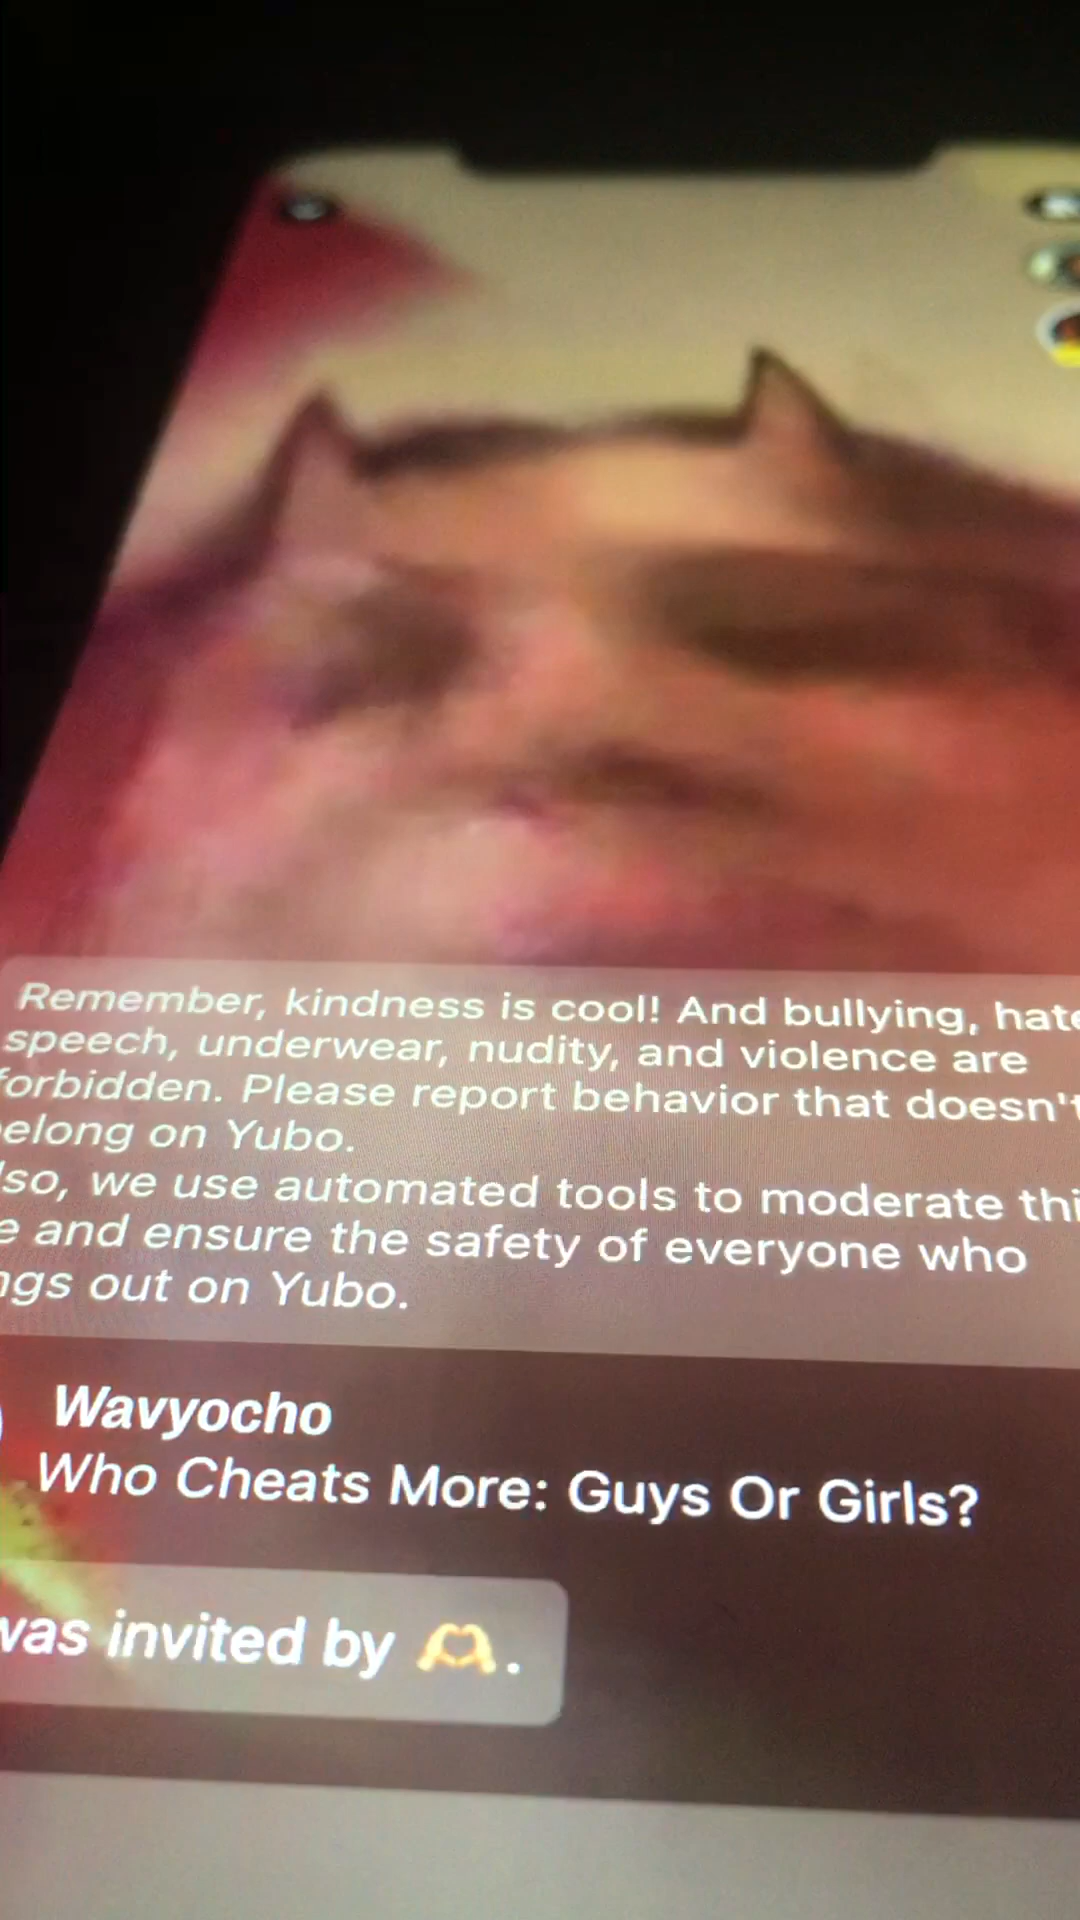 Remember, kindness is cool! And bullying, hate
speech, underwear, nudity, and violence are
forbidden. Please report behavior that doesn't
belong on Yubo.
lso, we use automated tools to moderate thi
e and ensure the safety of everyone who
ngs out on Yubo.
Wavyocho
Who Cheats More: Guys Or Girls?
was invited by 🫶.